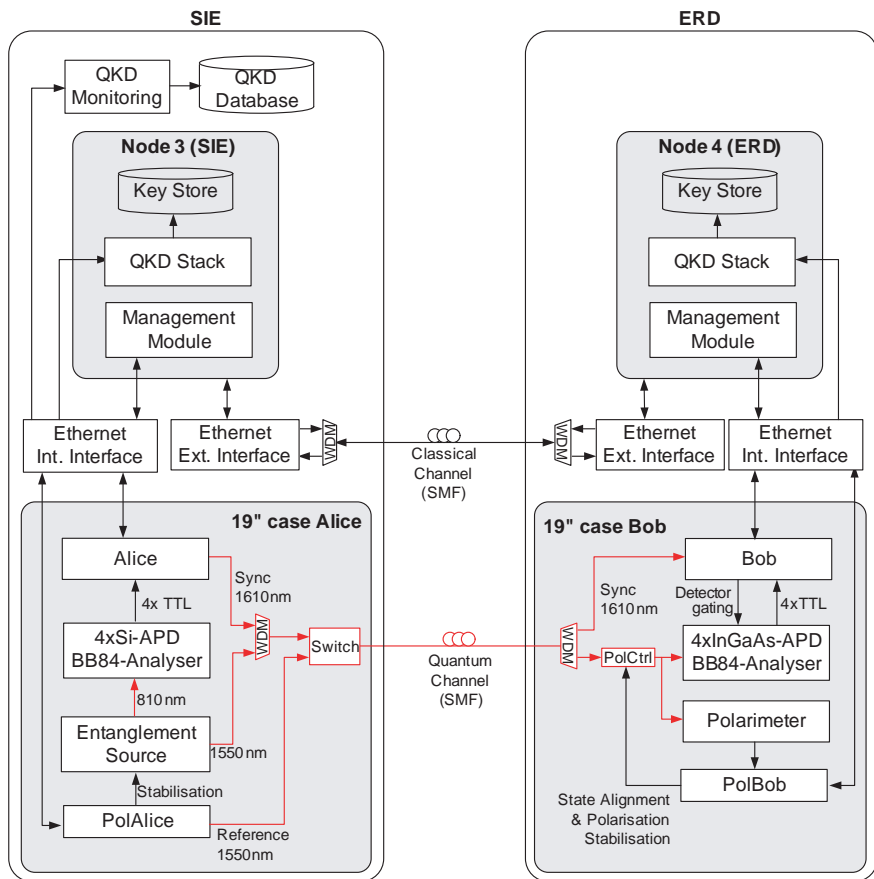 SIE
ERD
QKD
Monitoring
QKD
Database
Node 3 (SIE)
Key Store
QKD Stack
Management
Module
Node 4 (ERD)
Key Store
QKD Stack
Management
Module
Ethernet
Int. Interface
Ethernet
Ext. Interface
WDM
Classical
Channel
(SMF)
WDM
Ethernet
Ext. Interface
Ethernet
Int. Interface
19" case Alice
Alice
Sync
1610nm
4x TTL
4xSi-APD
BB84-Analyser
WDM
Switch
810nm
Entanglement
Source
1550nm
Stabilisation
PolAlice
Reference
1550nm
Quantum
Channel
(SMF)
19" case Bob
Bob
Sync
1610nm
Detector
gating
4xTTL
WDM
PolCtrl
4xInGaAs-APD
BB84-Analyser
Polarimeter
PolBob
State Alignment
& Polarisation
Stabilisation